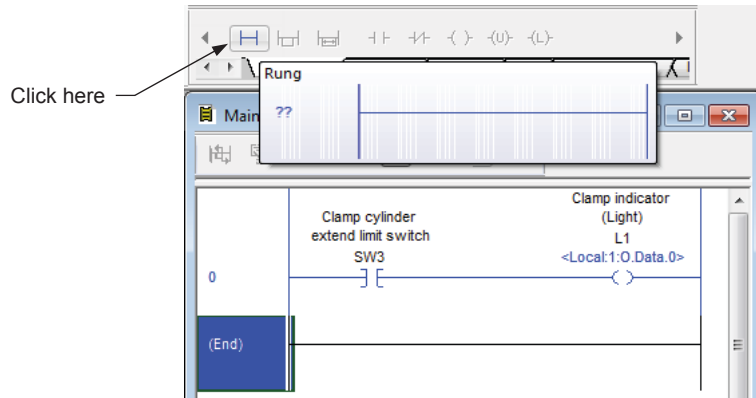 -(U)- -(L)-
Click here
Rung
??
Main
Clamp cylinder
extend limit switch
SW3
Clamp indicator
(Light)
L1
<Local:1:O.Data.0>
0
(End)